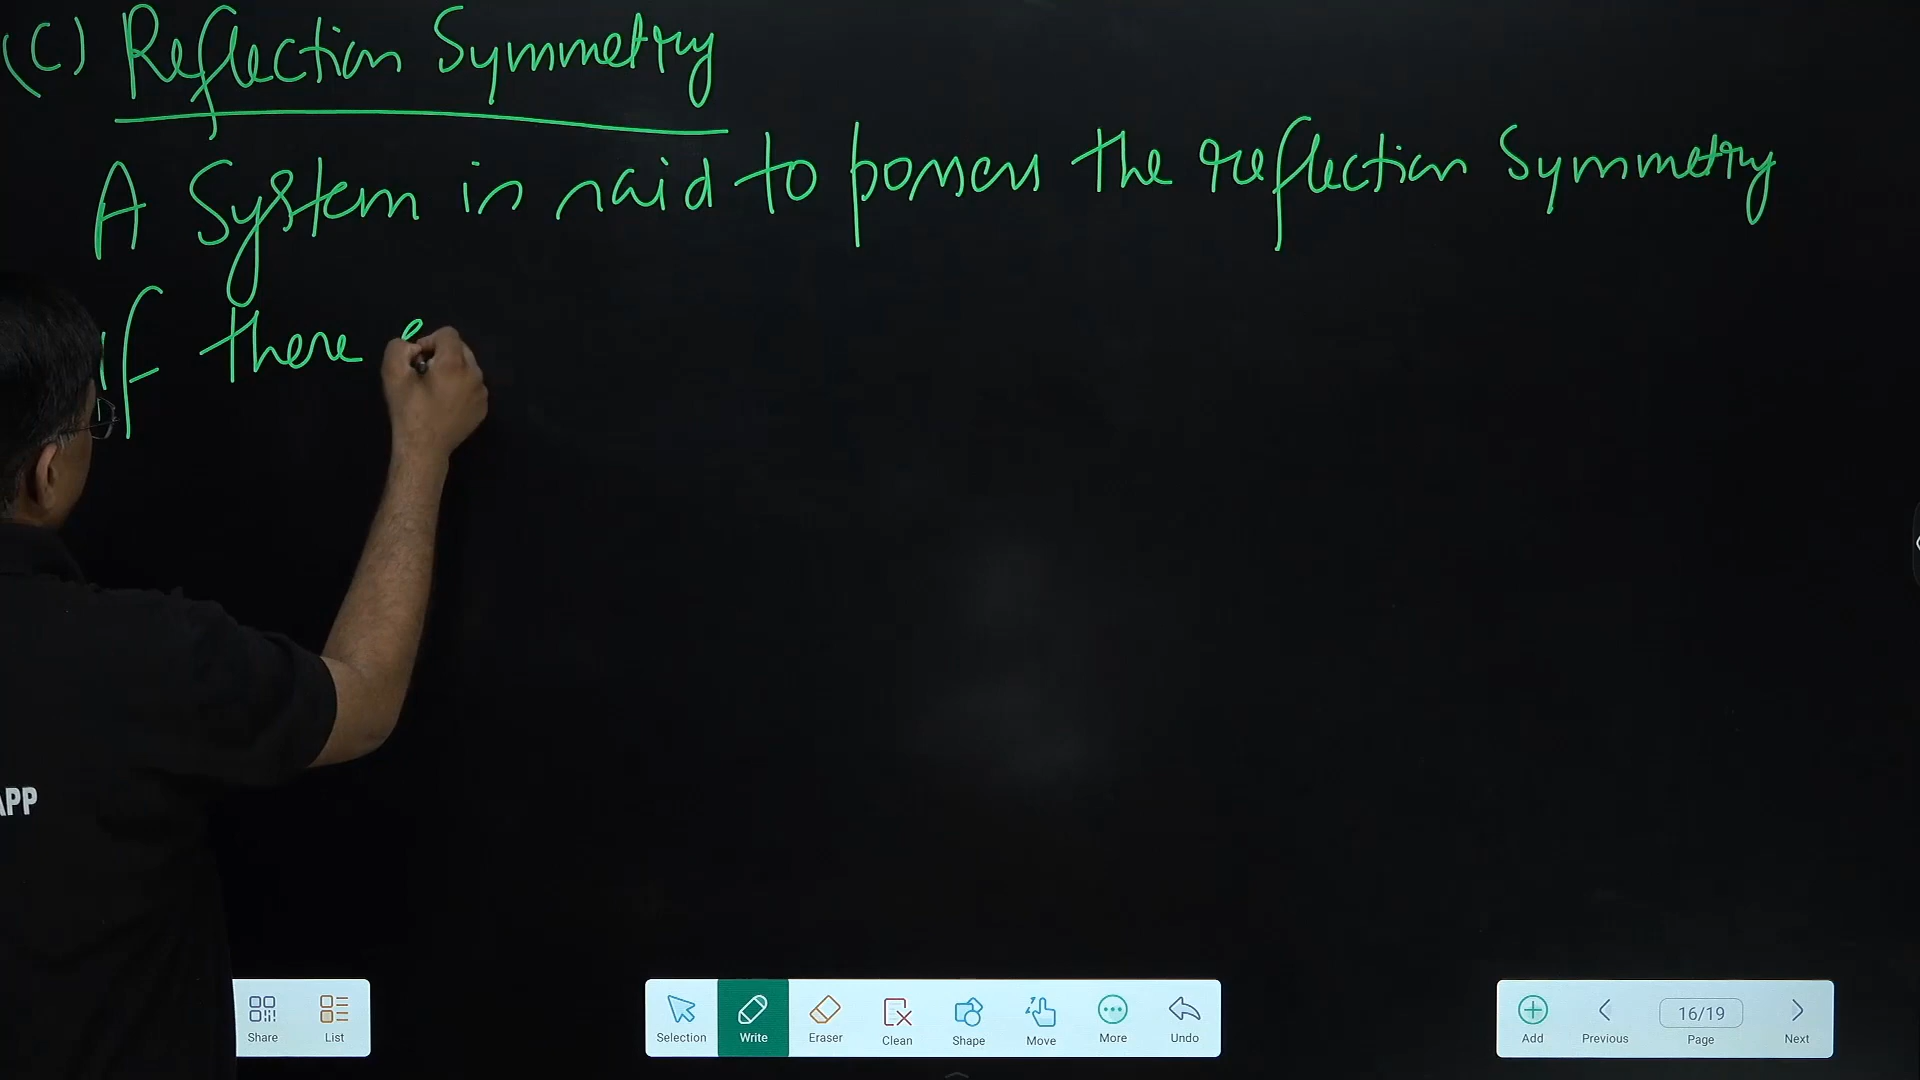 (C) Reflection Symmetry
A System is said to possess the reflection Symmetry
if there
APP
Share
List
Selection
Write
Eraser
Clean
Shape
Move
More
Undo
Add
Previous
16/19
Page
Next